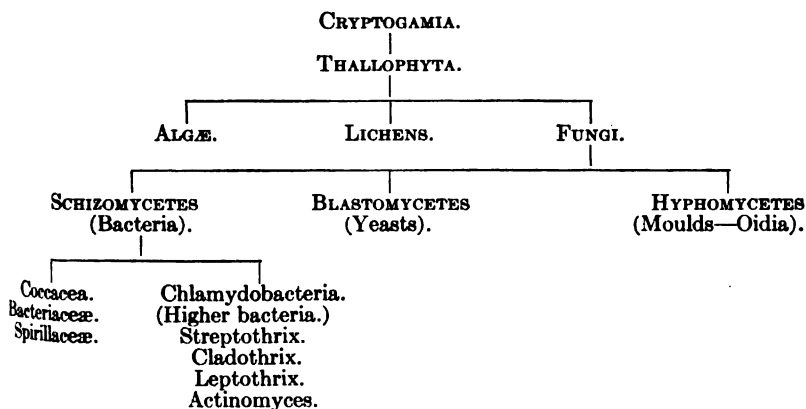 CRYPTOGAMIA.
THALLOPHYTA.
ALGÆ. LICHENS. FUNGI.
SCHIZOMYCETES BLASTOMYCETES HYPHOMYCETES
(Bacteria). (Yeasts). (Moulds—Oidia).
Coccacea. Chlamydobacteria.
Bacteriaceæ. (Higher bacteria.)
Spirillaceæ. Streptothrix.
Cladothrix.
Leptothrix.
Actinomyces.